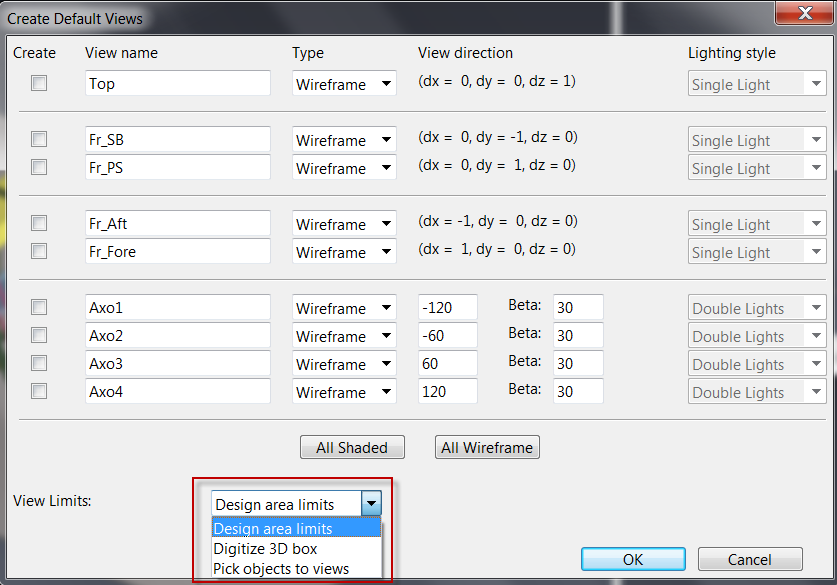 Create Default Views
Create View name Type View direction Lighting style
Top Wireframe (dx = 0, dy = 0, dz = 1) Single Light
Fr_SB Wireframe (dx = 0, dy = -1, dz = 0) Single Light
Fr_PS Wireframe (dx = 0, dy = 1, dz = 0) Single Light
Fr_Aft Wireframe (dx = -1, dy = 0, dz = 0) Single Light
Fr_Fore Wireframe (dx = 1, dy = 0, dz = 0) Single Light
Axo1 Wireframe -120 Beta: 30 Double Lights
Axo2 Wireframe -60 Beta: 30 Double Lights
Axo3 Wireframe 60 Beta: 30 Double Lights
Axo4 Wireframe 120 Beta: 30 Double Lights
All Shaded All Wireframe
View Limits: Design area limits
Design area limits
Digitize 3D box
Pick objects to views
OK Cancel